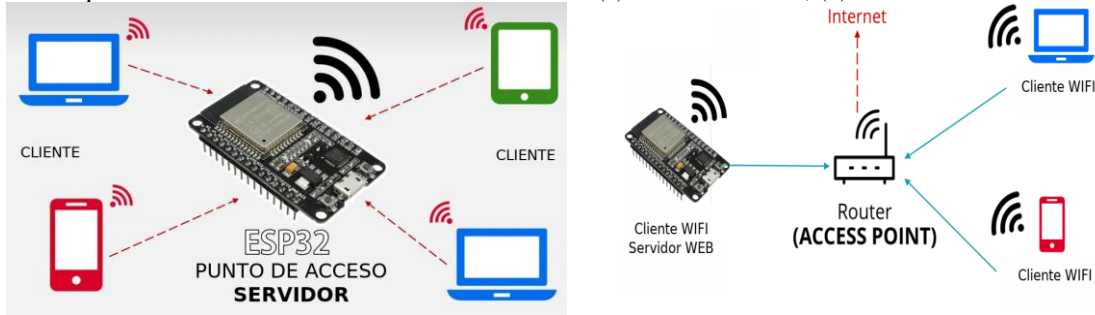 CLIENTE
CLIENTE
ESP32
PUNTO DE ACCESO
SERVIDOR
Internet
Cliente WIFI
Cliente WIFI
Servidor WEB
Router
(ACCESS POINT)
Cliente WIFI